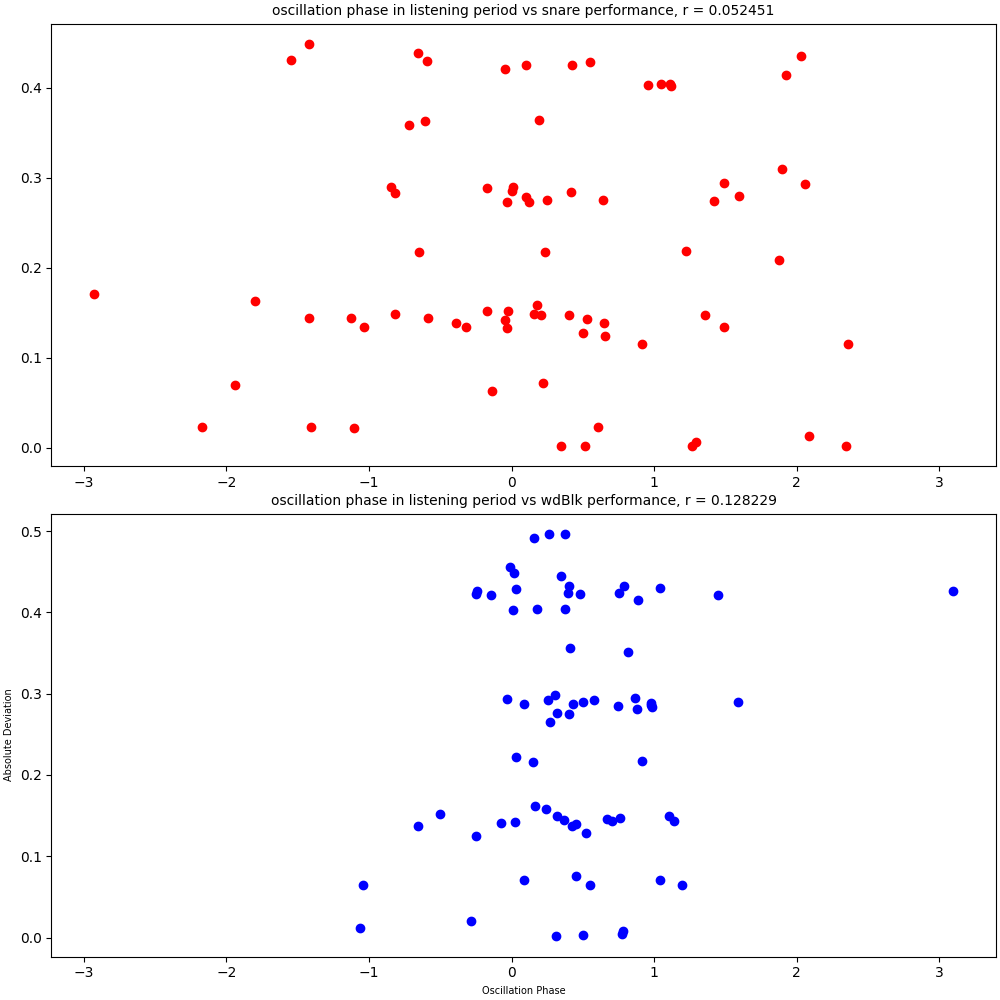 oscillation phase in listening period vs snare performance, r = 0.052451
0.4
0.3
0.2
0.1
0.0
−3 −2 −1 0 1 2 3
oscillation phase in listening period vs wdBlk performance, r = 0.128229
0.5
0.4
0.3
0.2
0.1
0.0
Absolute Deviation
−3 −2 −1 0 1 2 3
Oscillation Phase